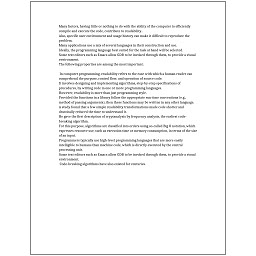 Many factors, having little or nothing to do with the ability of the computer to efficiently
compile and execute the code, contribute to readability.
Also, specific user environment and usage history can make it difficult to reproduce the
problem.
Many applications use a mix of several languages in their construction and use.
Ideally, the programming language best suited for the task at hand will be selected.
Some text editors such as Emacs allow GDB to be invoked through them, to provide a visual
environment.
The following properties are among the most important:
In computer programming, readability refers to the ease with which a human reader can
comprehend the purpose, control flow, and operation of source code.
It involves designing and implementing algorithms, step-by-step specifications of
procedures, by writing code in one or more programming languages.
However, readability is more than just programming style.
Provided the functions in a library follow the appropriate run-time conventions (e.g.,
method of passing arguments), then these functions may be written in any other language.
A study found that a few simple readability transformations made code shorter and
drastically reduced the time to understand it.
He gave the first description of cryptanalysis by frequency analysis, the earliest code-
breaking algorithm.
For this purpose, algorithms are classified into orders using so-called Big O notation, which
expresses resource use, such as execution time or memory consumption, in terms of the size
of an input.
Programs typically use high-level programming languages that are more easily
intelligible to humans than machine code, which is directly executed by the central
processing unit.
Some text editors such as Emacs allow GDB to be invoked through them, to provide a visual
environment.
Code-breaking algorithms have also existed for centuries.